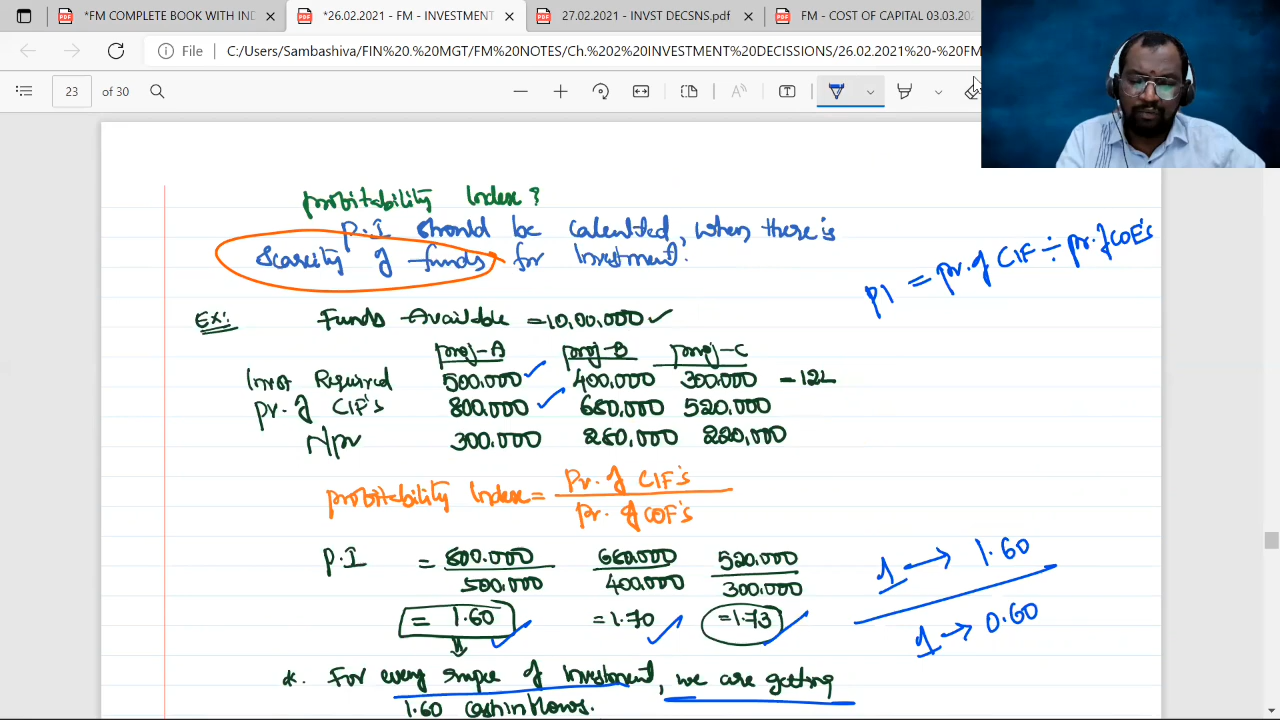 *FM COMPLETE BOOK WITH IND
*26.02.2021 - FM - INVESTMENT
27.02.2021 - INVST DECSNS.pdf
FM - COST OF CAPITAL 03.03.202
File
C:/Users/Sambashiva/FIN%20.%20MGT/FM%20NOTES/Ch.%202%20INVESTMENT%20DECISSIONS/26.02.2021%20-%20FM
23 of 30
profitability Index?
P.I should be calculated, when there is
Scarcity of funds for Investment.
PI = pr.of CIF ÷ pr.of COF's
Ex:
Funds Available = 10,00,000
proj-A proj-B proj-C
Invst Required 500,000 400,000 300,000 = 12L
pr. of CIF's 800,000 680,000 520,000
Npv 300,000 280,000 220,000
profitability Index = Pr. of CIF's
pr. of COF's
P.I = 800,000 680,000 520,000
500,000 400,000 300,000
= 1.60 = 1.70 = 1.73
1 → 1.60
1 → 0.60
*. For every rupee of Investment, we are getting
1.60 cash inflows.